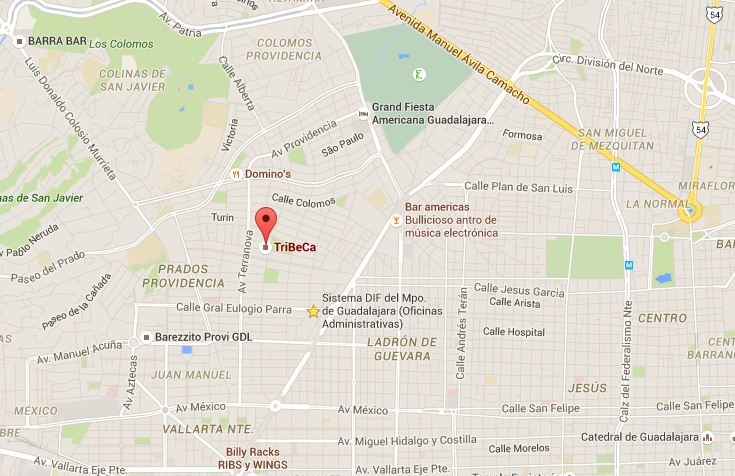 ALTAMIRA
Av Patria
Avenida Manuel Ávila Camacho
54
BARRA BAR
Los Colomos
COLOMOS
PROVIDENCIA
Circ. División del Norte
COLINAS DE
SAN JAVIER
Calle Alberta
Luis Donaldo Colosio Murrieta
Grand Fiesta
Americana Guadalajara...
Victoria
Av Providencia
São Paulo
Formosa
SAN MIGUEL
DE MEZQUITAN
54
Domino's
Calle Plan de San Luis
MIRAFLOR
nas de San Javier
Calle Colomos
LA NORMAL
Turín
Bar americas
Bullicioso antro de
música electrónica
Pablo Neruda
TriBeCa
Paseo del Prado
Av Terranova
PRADOS
PROVIDENCIA
Paseo de la Cañada
Calle Jesus Garcia
Calle Arista
Sistema DIF del Mpo.
de Guadalajara (Oficinas
Administrativas)
Calle Gral Eulogio Parra
CENTRO
Calle Andrés Terán
Calle Hospital
Calz del Federalismo Nte
Barezzito Provi GDL
LADRÓN DE
GUEVARA
Av. Manuel Acuña
CENTRO
BARRANQ
Av Aztecas
JUAN MANUEL
JESÚS
MÉXICO
Av México
Av México
Calle San Felipe
Calle San Felipe
VALLARTA NTE.
Av Miguel Hidalgo y Costilla
Catedral de Guadalajara
Billy Racks
RIBS y WINGS
Calle Morelos
Av Vallarta Pte
Av. Vallarta Eje Pte
Av Juárez